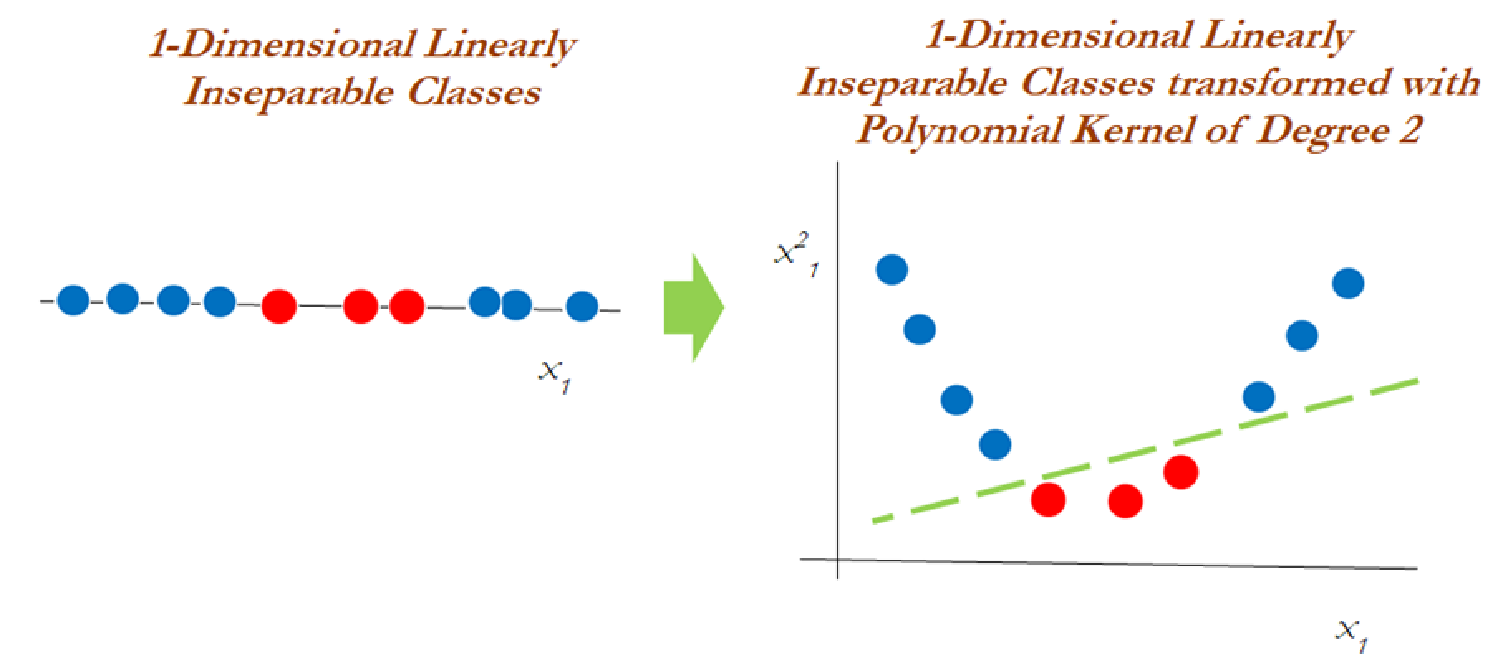 1-Dimensional Linearly
Inseparable Classes
x₁
1-Dimensional Linearly
Inseparable Classes transformed with
Polynomial Kernel of Degree 2
x²₁
x₁